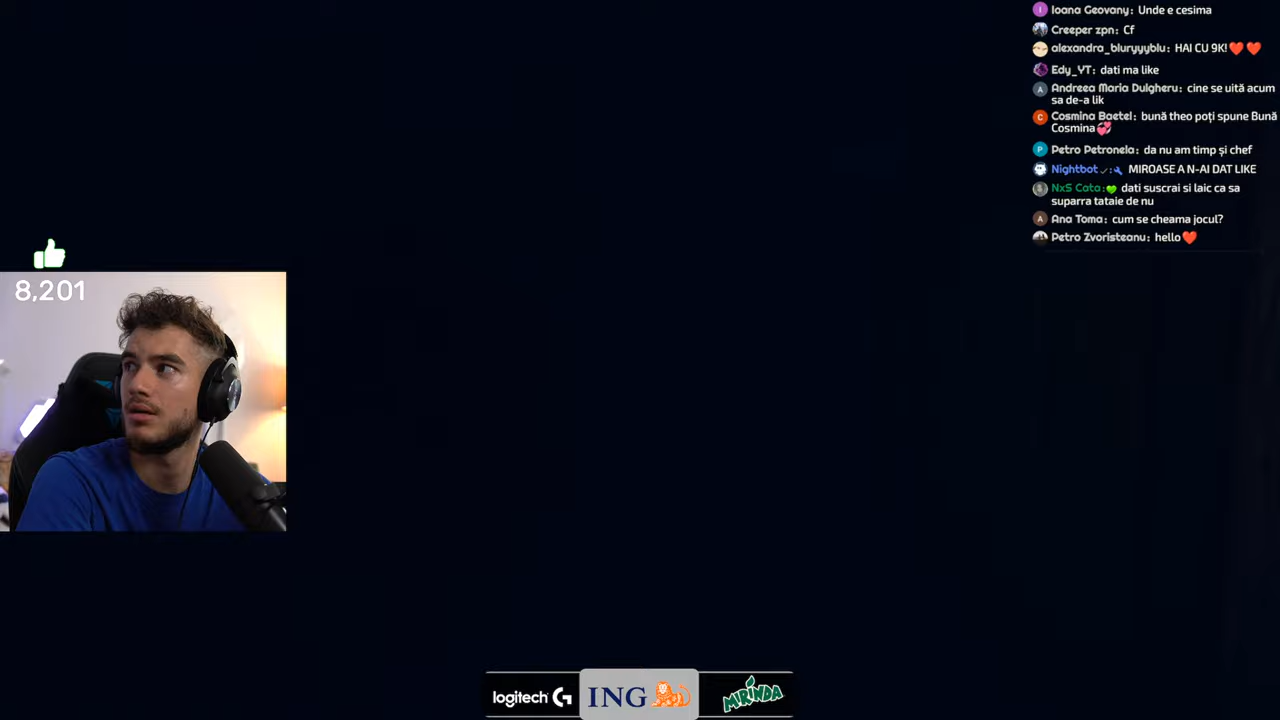 Ioana Geovany: Unde e cesima
Creeper zpn: Cf
alexandra_bluryyyblu: HAI CU 9K!❤️ ❤️
Edy_YT: dati ma like
A
Andreea Maria Dulgheru: cine se uită acum
sa de-a lik
C
Cosmina Baetel: bună theo poți spune Bună
Cosmina💞
P
Petro Petronela: da nu am timp și chef
Nightbot ✓:🔧 MIROASE A N-AI DAT LIKE
NxS Cata:💚 dati suscrai si laic ca sa
suparra tataie de nu
A
Ana Toma: cum se cheama jocul?
Petro Zvoristeanu: hello❤️
8,201
logitech G
ING
MIRINDA